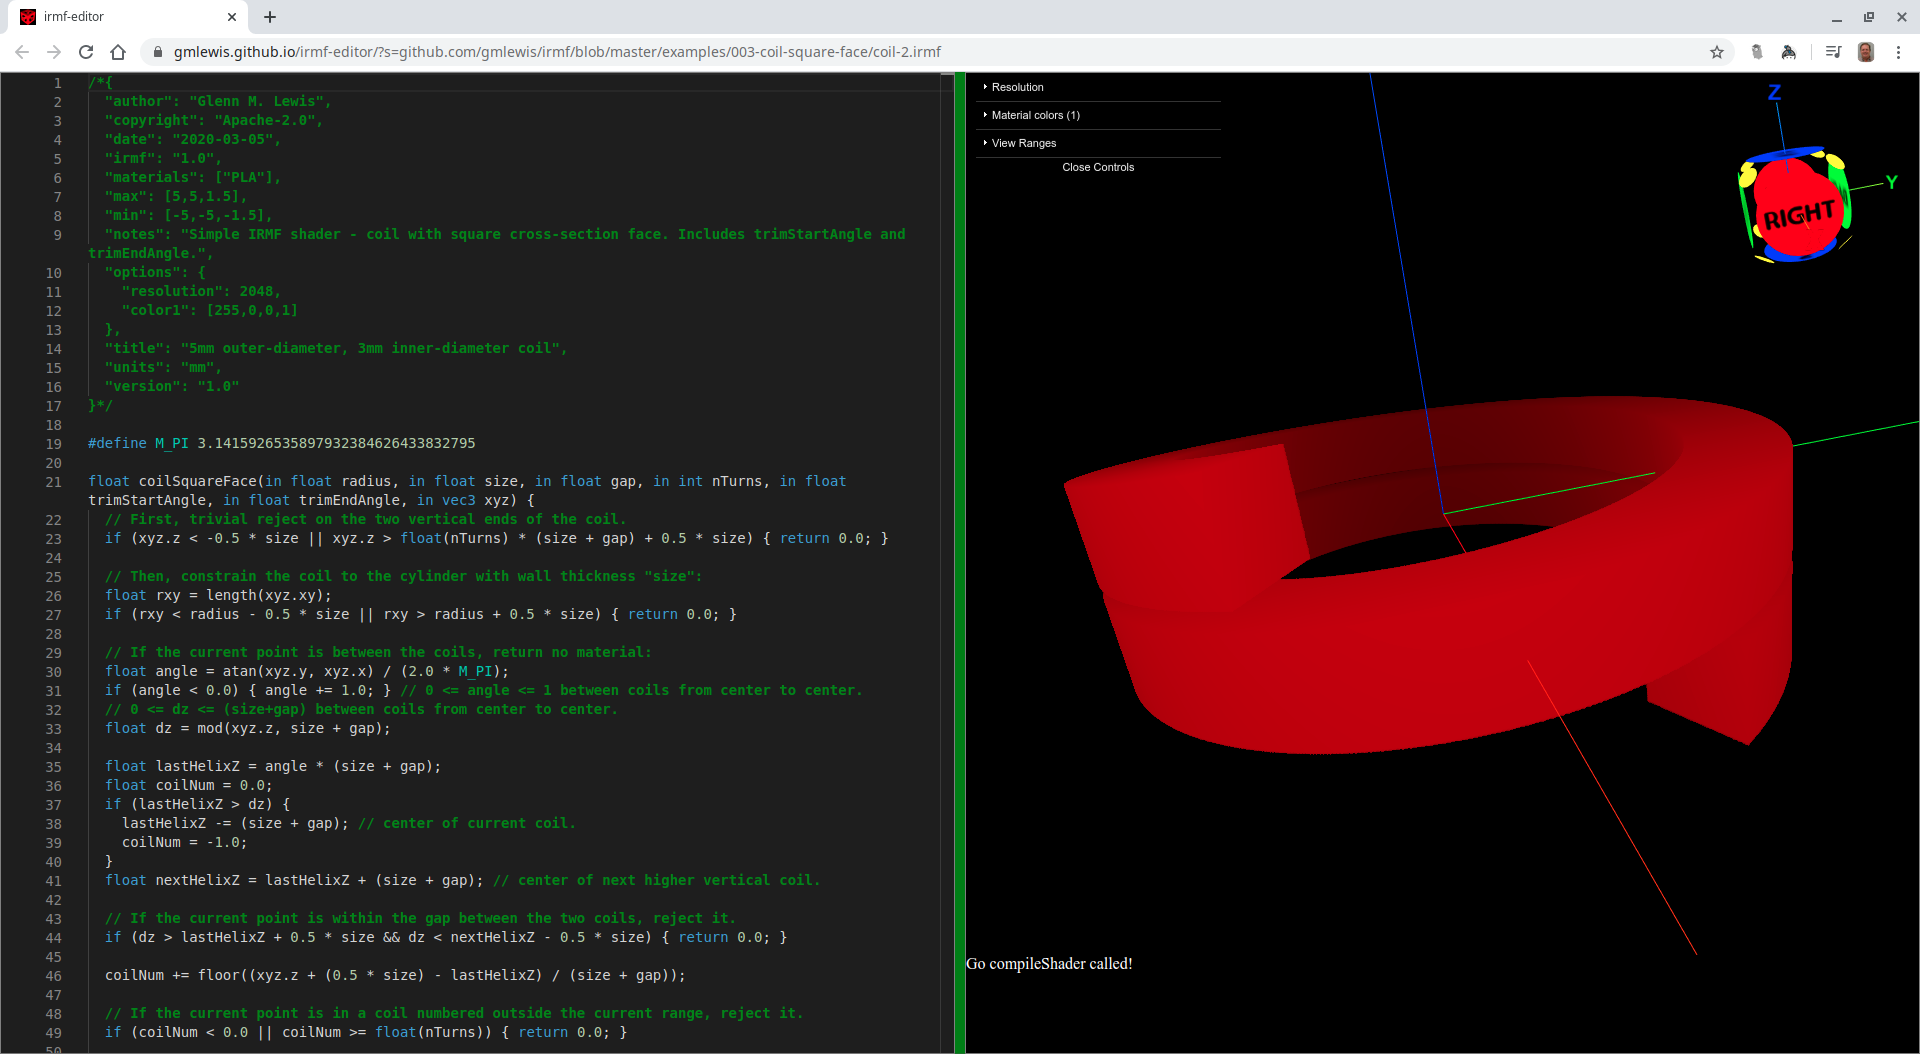 irmf-editor
gmlewis.github.io/irmf-editor/?s=github.com/gmlewis/irmf/blob/master/examples/003-coil-square-face/coil-2.irmf
1 /*{
2 "author": "Glenn M. Lewis",
3 "copyright": "Apache-2.0",
4 "date": "2020-03-05",
5 "irmf": "1.0",
6 "materials": ["PLA"],
7 "max": [5,5,1.5],
8 "min": [-5,-5,-1.5],
9 "notes": "Simple IRMF shader - coil with square cross-section face. Includes trimStartAngle and
trimEndAngle.",
10 "options": {
11 "resolution": 2048,
12 "color1": [255,0,0,1]
13 },
14 "title": "5mm outer-diameter, 3mm inner-diameter coil",
15 "units": "mm",
16 "version": "1.0"
17 }*/
18
19 #define M_PI 3.1415926535897932384626433832795
20
21 float coilSquareFace(in float radius, in float size, in float gap, in int nTurns, in float
trimStartAngle, in float trimEndAngle, in vec3 xyz) {
22 // First, trivial reject on the two vertical ends of the coil.
23 if (xyz.z < -0.5 * size || xyz.z > float(nTurns) * (size + gap) + 0.5 * size) { return 0.0; }
24
25 // Then, constrain the coil to the cylinder with wall thickness "size":
26 float rxy = length(xyz.xy);
27 if (rxy < radius - 0.5 * size || rxy > radius + 0.5 * size) { return 0.0; }
28
29 // If the current point is between the coils, return no material:
30 float angle = atan(xyz.y, xyz.x) / (2.0 * M_PI);
31 if (angle < 0.0) { angle += 1.0; } // 0 <= angle <= 1 between coils from center to center.
32 // 0 <= dz <= (size+gap) between coils from center to center.
33 float dz = mod(xyz.z, size + gap);
34
35 float lastHelixZ = angle * (size + gap);
36 float coilNum = 0.0;
37 if (lastHelixZ > dz) {
38 lastHelixZ -= (size + gap); // center of current coil.
39 coilNum = -1.0;
40 }
41 float nextHelixZ = lastHelixZ + (size + gap); // center of next higher vertical coil.
42
43 // If the current point is within the gap between the two coils, reject it.
44 if (dz > lastHelixZ + 0.5 * size && dz < nextHelixZ - 0.5 * size) { return 0.0; }
45
46 coilNum += floor((xyz.z + (0.5 * size) - lastHelixZ) / (size + gap));
47
48 // If the current point is in a coil numbered outside the current range, reject it.
49 if (coilNum < 0.0 || coilNum >= float(nTurns)) { return 0.0; }
50
Resolution
Material colors (1)
View Ranges
Close Controls
Z
Y
RIGHT
Go compileShader called!